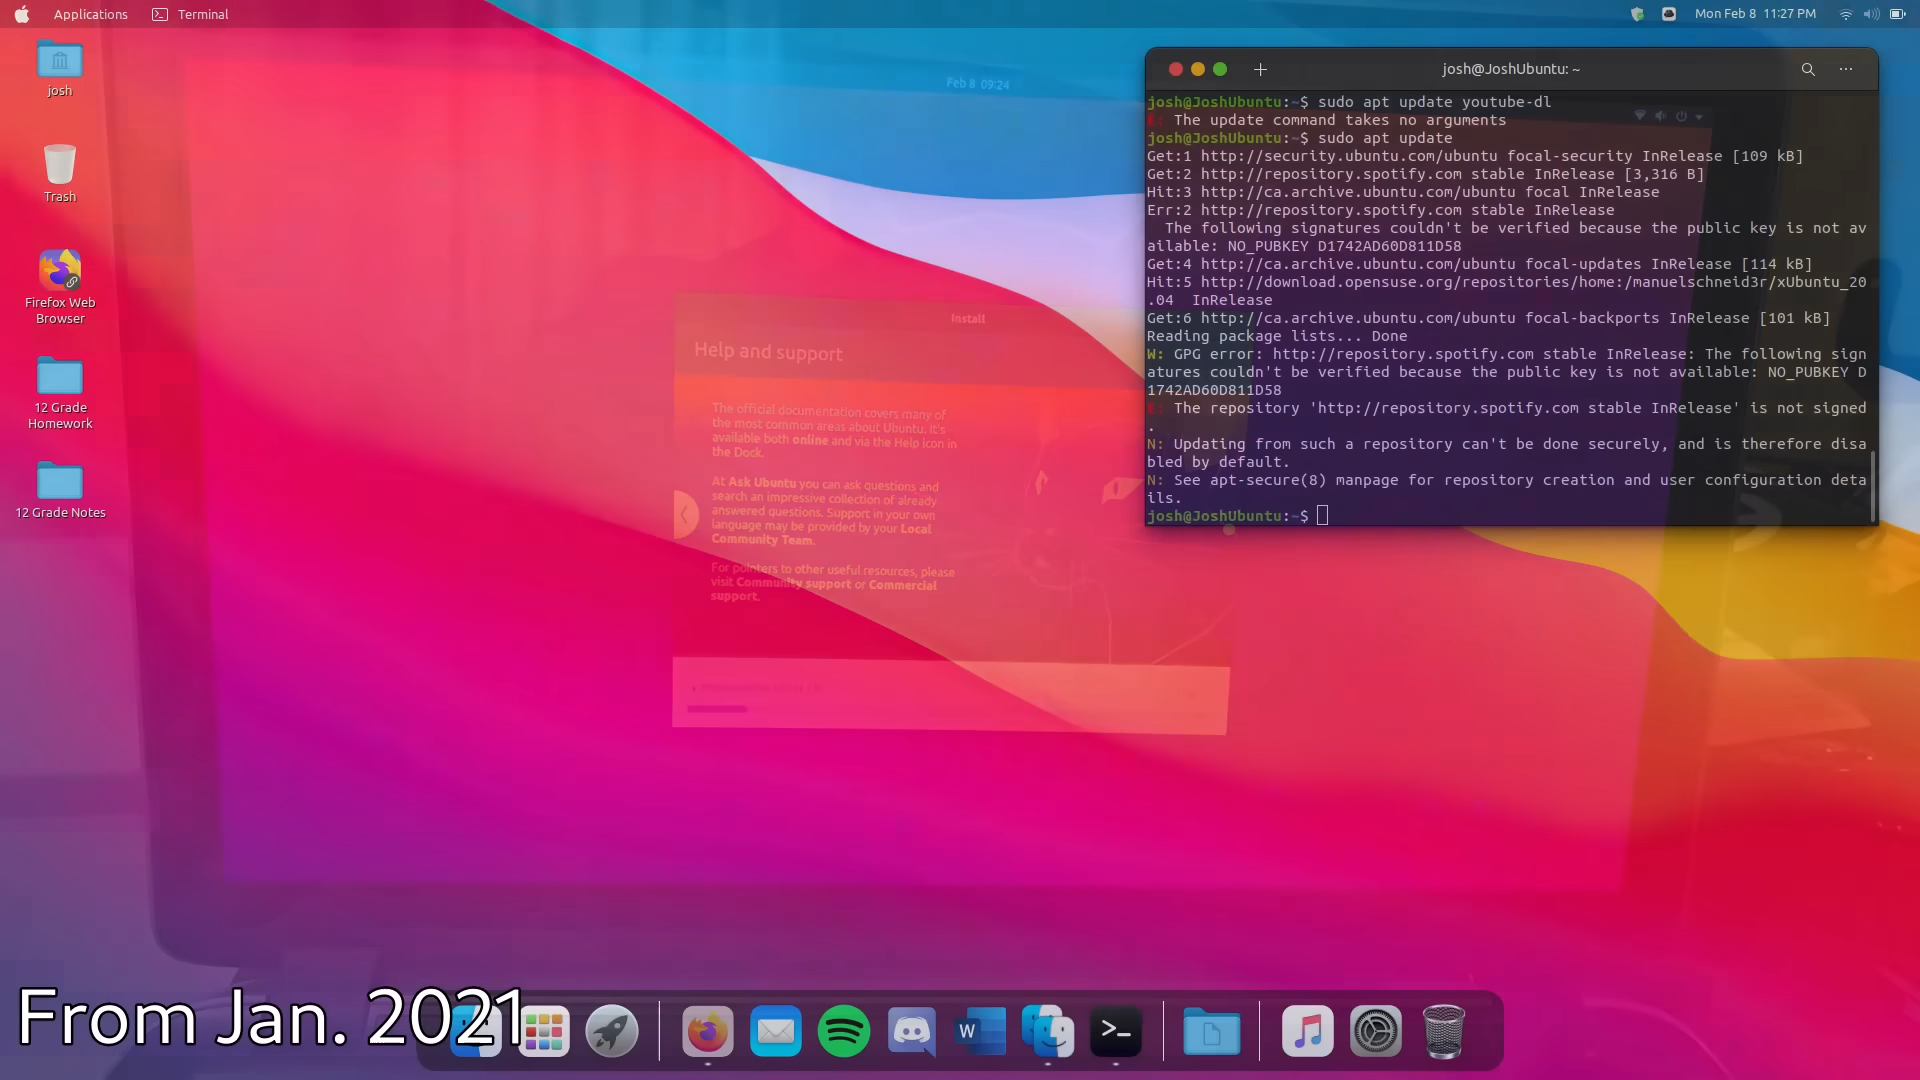 Applications
Terminal
Mon Feb 8 11:27 PM
josh
Trash
Firefox Web
Browser
12 Grade
Homework
12 Grade Notes
Feb 8 09:24
Install
Help and support
The official documentation covers many of
the most common areas about Ubuntu. It's
available both online and via the Help icon in
the Dock.
At Ask Ubuntu you can ask questions and
search an impressive collection of already
answered questions. Support in your own
language may be provided by your Local
Community Team.
For pointers to other useful resources, please
visit Community support or Commercial
support.
josh@JoshUbuntu: ~
josh@JoshUbuntu:~$ sudo apt update youtube-dl
E: The update command takes no arguments
josh@JoshUbuntu:~$ sudo apt update
Get:1 http://security.ubuntu.com/ubuntu focal-security InRelease [109 kB]
Get:2 http://repository.spotify.com stable InRelease [3,316 B]
Hit:3 http://ca.archive.ubuntu.com/ubuntu focal InRelease
Err:2 http://repository.spotify.com stable InRelease
The following signatures couldn't be verified because the public key is not av
ailable: NO_PUBKEY D1742AD60D811D58
Get:4 http://ca.archive.ubuntu.com/ubuntu focal-updates InRelease [114 kB]
Hit:5 http://download.opensuse.org/repositories/home:/manuelschneid3r/xUbuntu_20
.04  InRelease
Get:6 http://ca.archive.ubuntu.com/ubuntu focal-backports InRelease [101 kB]
Reading package lists... Done
W: GPG error: http://repository.spotify.com stable InRelease: The following sign
atures couldn't be verified because the public key is not available: NO_PUBKEY D
1742AD60D811D58
E: The repository 'http://repository.spotify.com stable InRelease' is not signed
.
N: Updating from such a repository can't be done securely, and is therefore disa
bled by default.
N: See apt-secure(8) manpage for repository creation and user configuration deta
ils.
josh@JoshUbuntu:~$
From Jan. 2021
W